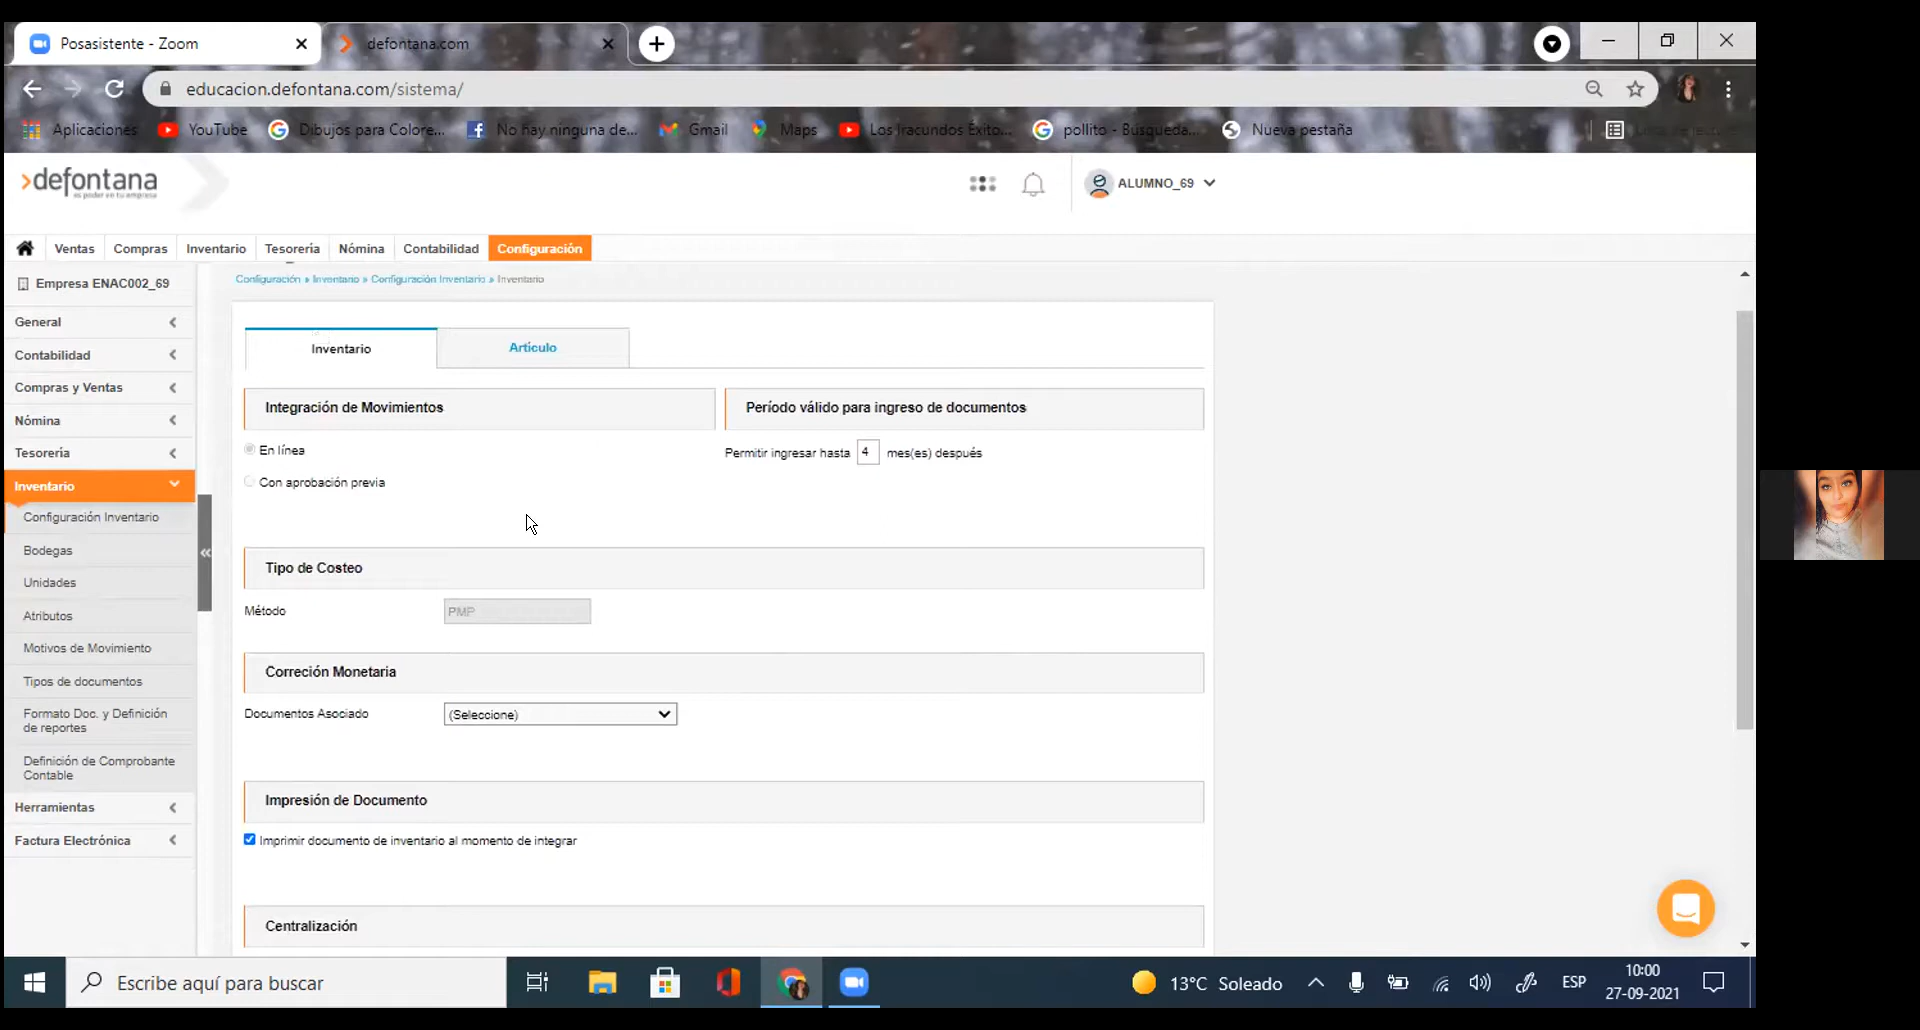 Posasistente - Zoom
defontana.com
educacion.defontana.com/sistema/
Aplicaciones
YouTube
Dibujos para Colore...
No hay ninguna de...
Gmail
Maps
Los Iracundos Éxito...
pollito - Búsqueda...
Nueva pestaña
defontana
ALUMNO_69
Ventas
Compras
Inventario
Tesorería
Nómina
Contabilidad
Configuración
Empresa ENAC002_69
Configuración » Inventario » Configuración Inventario » Inventario
General
Contabilidad
Compras y Ventas
Nómina
Tesorería
Inventario
Configuración Inventario
Bodegas
Unidades
Atributos
Motivos de Movimiento
Tipos de documentos
Formato Doc. y Definición
de reportes
Definición de Comprobante
Contable
Herramientas
Factura Electrónica
Inventario
Artículo
Integración de Movimientos
Período válido para ingreso de documentos
En línea
Permitir ingresar hasta 4 mes(es) después
Con aprobación previa
Tipo de Costeo
Método
PMP
Correción Monetaria
Documentos Asociado
(Seleccione)
Impresión de Documento
Imprimir documento de inventario al momento de integrar
Centralización
Escribe aquí para buscar
13°C Soleado
ESP
10:00
27-09-2021